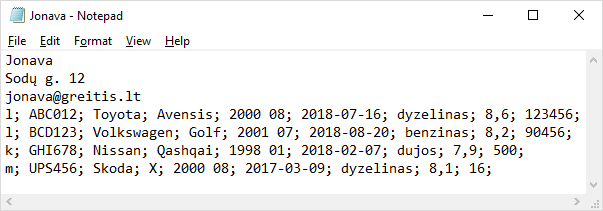 Jonava - Notepad
File Edit Format View Help
Jonava
Sodų g. 12
jonava@greitis.lt
l; ABC012; Toyota; Avensis; 2000 08; 2018-07-16; dyzelinas; 8,6; 123456;
l; BCD123; Volkswagen; Golf; 2001 07; 2018-08-20; benzinas; 8,2; 90456;
k; GHI678; Nissan; Qashqai; 1998 01; 2018-02-07; dujos; 7,9; 500;
m; UPS456; Skoda; X; 2000 08; 2017-03-09; dyzelinas; 8,1; 16;